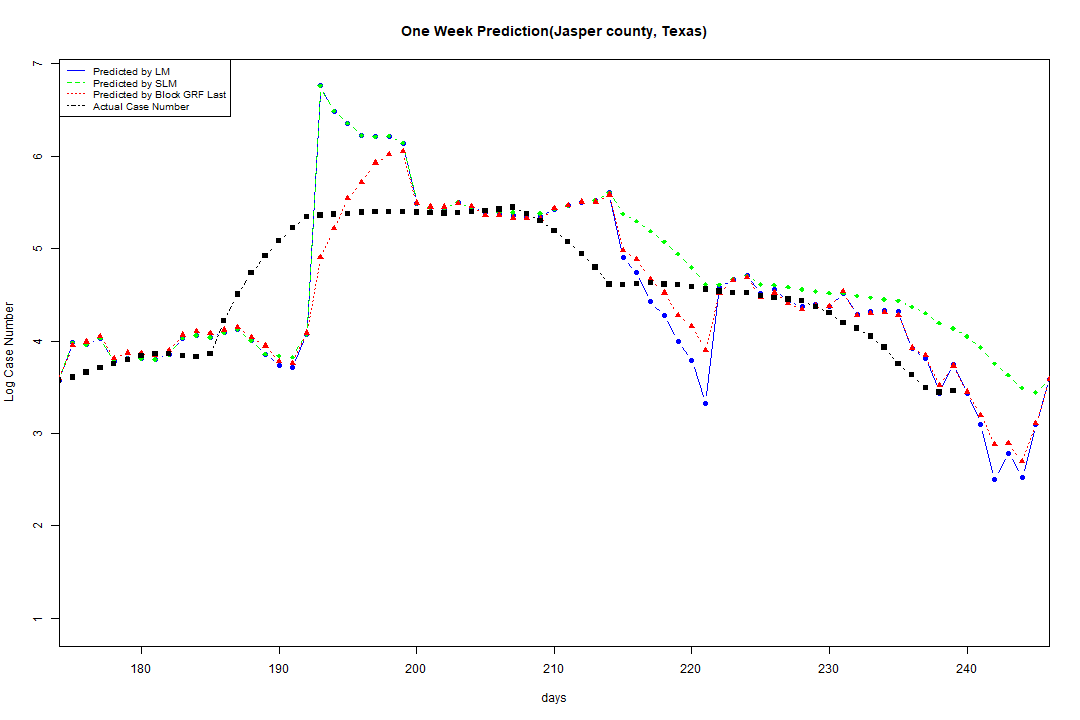 One Week Prediction(Jasper county, Texas)
Predicted by LM
Predicted by SLM
Predicted by Block GRF Last
Actual Case Number
7
6
5
4
3
2
1
Log Case Number
180 190 200 210 220 230 240
days